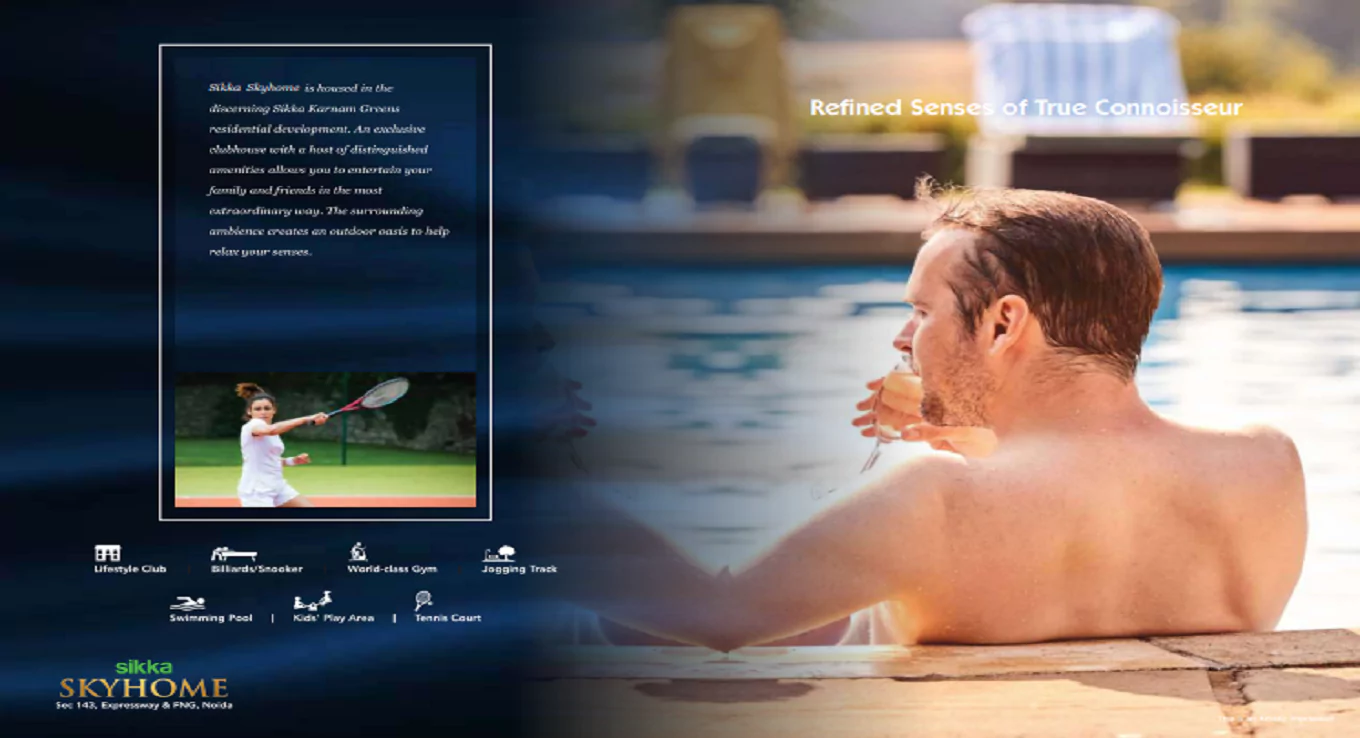 Refined Senses of True Connoisseur
Sikka Skyhome is housed in the
discerning Sikka Karnam Greens
residential development. An exclusive
clubhouse with a host of distinguished
amenities allows you to entertain your
family and friends in the most
extraordinary way. The surrounding
ambience creates an outdoor oasis to help
relax your senses.
Lifestyle Club | Billiards/Snooker | World-class Gym | Jogging Track
Swimming Pool | Kids' Play Area | Tennis Court
sikka
SKYHOME
Sec 143, Expressway & FNG, Noida